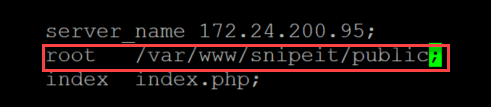 server_name 172.24.200.95;
root /var/www/snipeit/public;
index index.php;